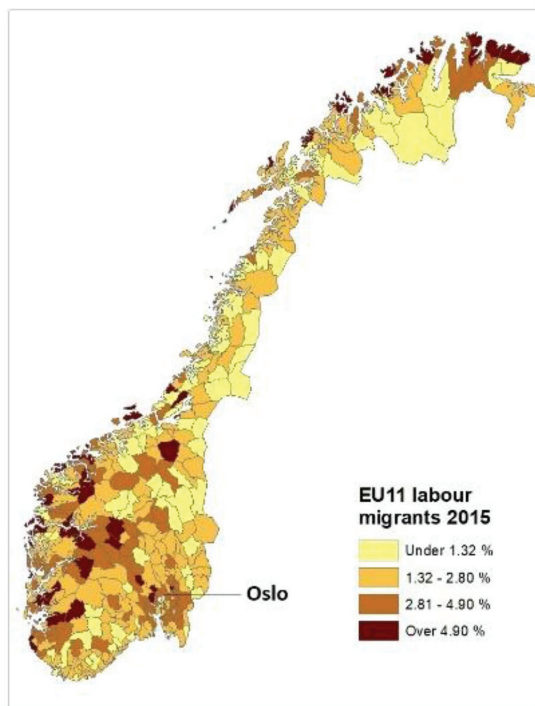 EU11 labour
migrants 2015
Under 1.32 %
1.32 - 2.80 %
2.81 - 4.90 %
Over 4.90 %
Oslo